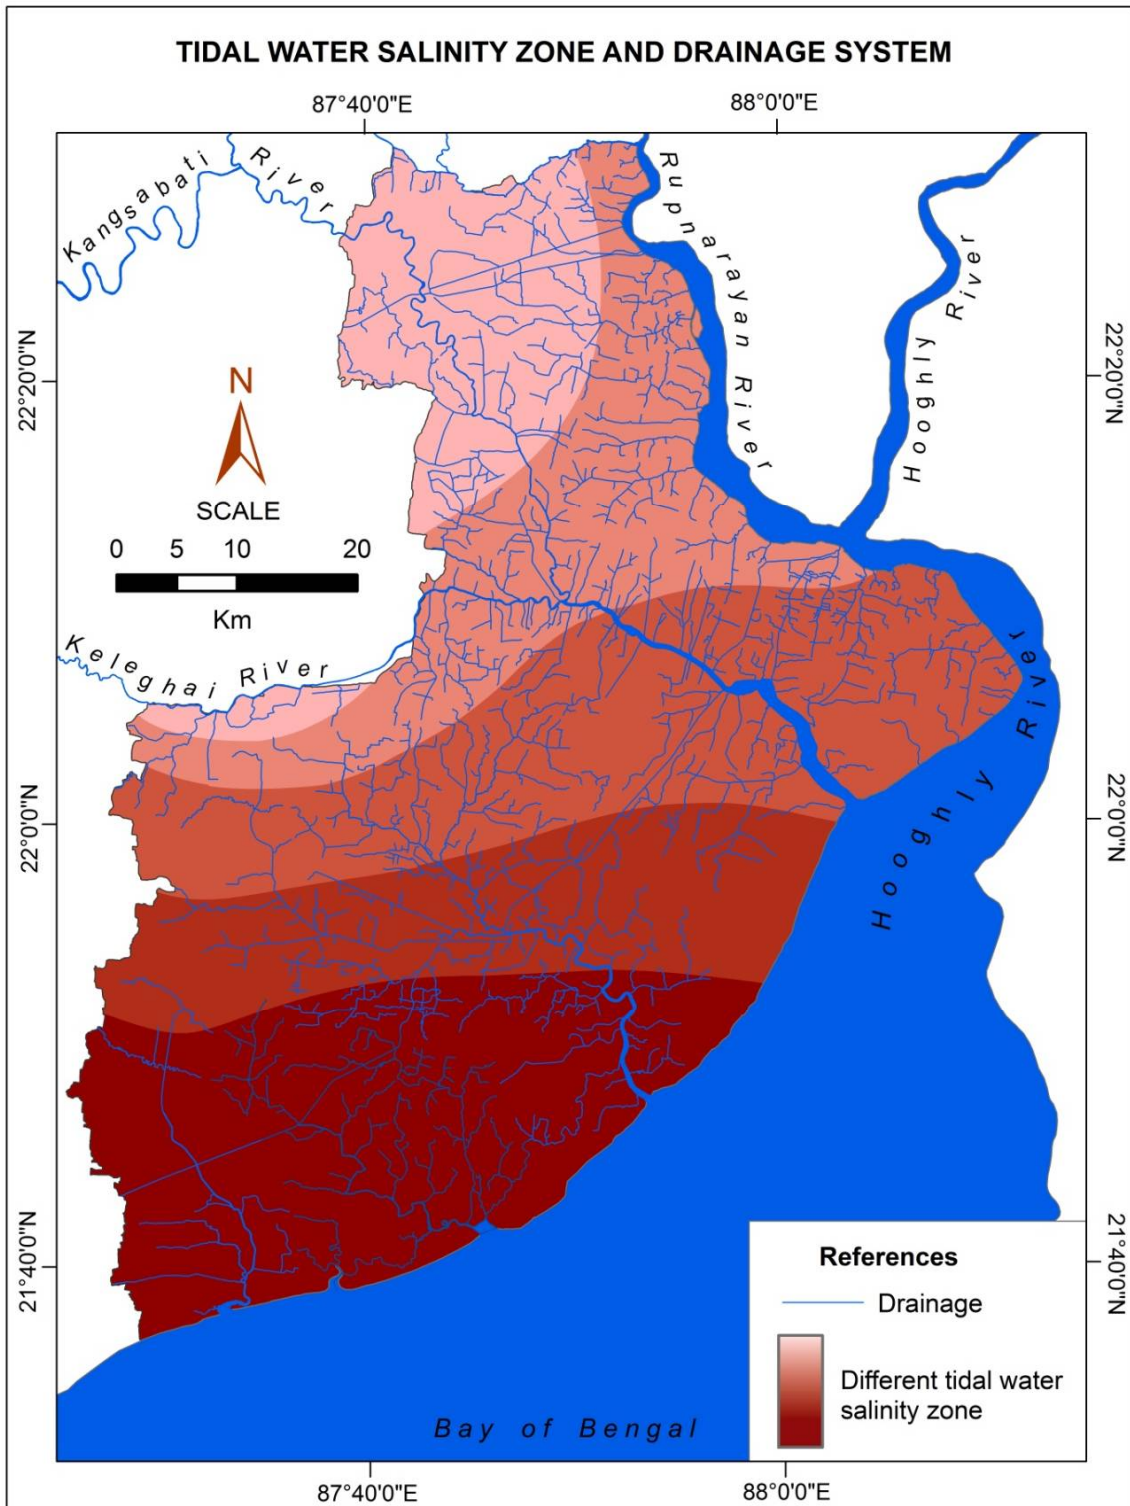 TIDAL WATER SALINITY ZONE AND DRAINAGE SYSTEM
87°40'0"E
88°0'0"E
Kangsabati River
Rupnarayan River
Hooghly River
22°20'0"N
22°20'0"N
N
SCALE
0 5 10 20
Km
Keleghai River
Hooghly River
22°0'0"N
22°0'0"N
21°40'0"N
21°40'0"N
References
Drainage
Different tidal water
salinity zone
Bay of Bengal
87°40'0"E
88°0'0"E